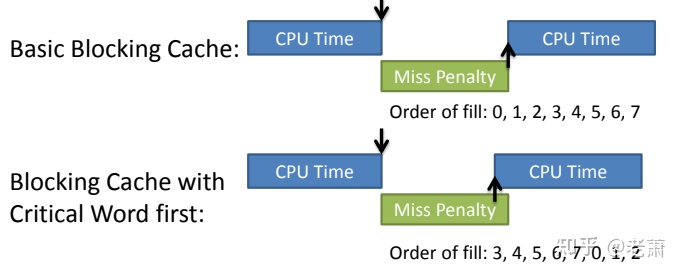 Basic Blocking Cache:
CPU Time
CPU Time
Miss Penalty
Order of fill: 0, 1, 2, 3, 4, 5, 6, 7
Blocking Cache with
Critical Word first:
CPU Time
CPU Time
Miss Penalty
Order of fill: 3, 4, 5, 6, 7, 0, 1, 2
知乎 @老萧